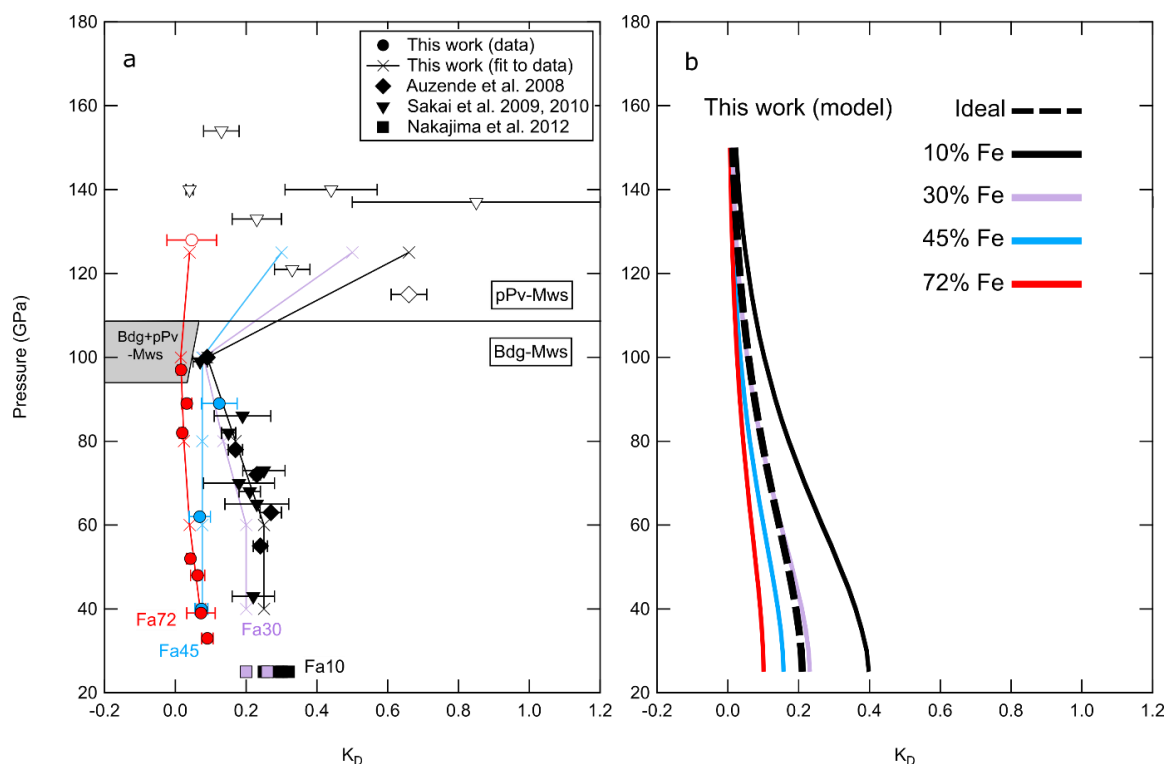 a
This work (data)
This work (fit to data)
Auzende et al. 2008
Sakai et al. 2009, 2010
Nakajima et al. 2012
180
160
140
120
100
80
60
40
20
Pressure (GPa)
pPv-Mws
Bdg+pPv
-Mws
Bdg-Mws
Fa72
Fa45
Fa30
Fa10
-0.2 0.0 0.2 0.4 0.6 0.8 1.0 1.2
K_D
b
This work (model)
Ideal
10% Fe
30% Fe
45% Fe
72% Fe
180
160
140
120
100
80
60
40
20
-0.2 0.0 0.2 0.4 0.6 0.8 1.0 1.2
K_D